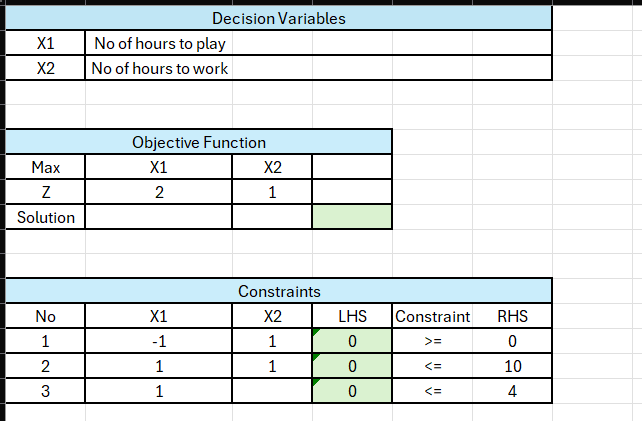 Decision Variables
X1 No of hours to play
X2 No of hours to work
Objective Function
Max X1 X2
Z 2 1
Solution
Constraints
No X1 X2 LHS Constraint RHS
1 -1 1 0 >= 0
2 1 1 0 <= 10
3 1 0 <= 4